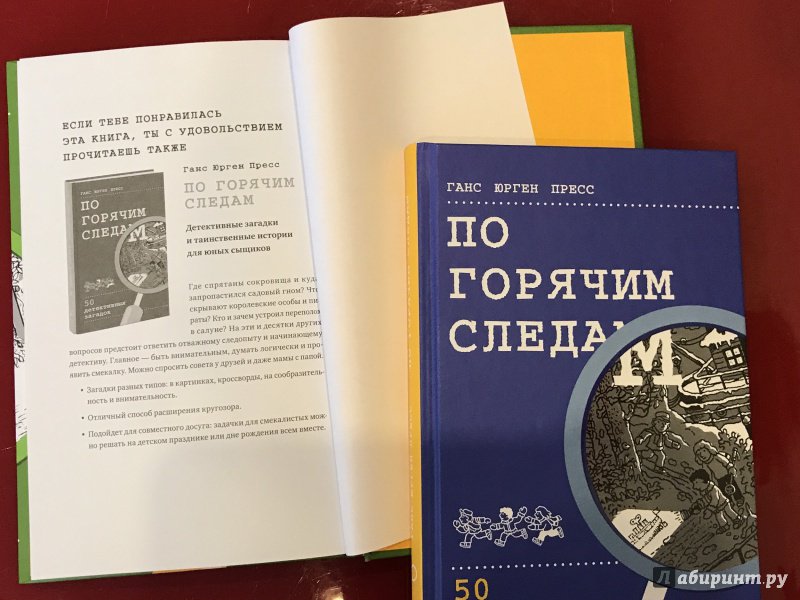 ЕСЛИ ТЕБЕ ПОНРАВИЛАСЬ
ЭТА КНИГА, ТЫ С УДОВОЛЬСТВИЕМ
ПРОЧИТАЕШЬ ТАКЖЕ
ГАНС ЮРГЕН ПРЕСС
ПО
ГОРЯЧИМ
СЛЕДАМ
50
детективных
загадок
Ганс Юрген Пресс
ПО ГОРЯЧИМ
СЛЕДАМ
Детективные загадки
и таинственные истории
для юных сыщиков
Где спрятаны сокровища и куда
запропастился садовый гном? Что
скрывают королевские особы и пи-
раты? Кто и зачем устроил переполох
в салуне? На эти и десятки других
вопросов предстоит ответить отважному следопыту и начинающему
детективу. Главное — быть внимательным, думать логически и про-
явить смекалку. Можно спросить совета у друзей и даже мамы с папой.
• Загадки разных типов: в картинках, кроссворды, на сообразитель-
ность и внимательность.
• Отличный способ расширения кругозора.
• Подойдет для совместного досуга: задачки для смекалистых мож-
но решать на детском празднике или дне рождения всем вместе.
ГАНС ЮРГЕН ПРЕСС
ПО
ГОРЯЧИМ
СЛЕДАМ
50
Лабиринт.ру